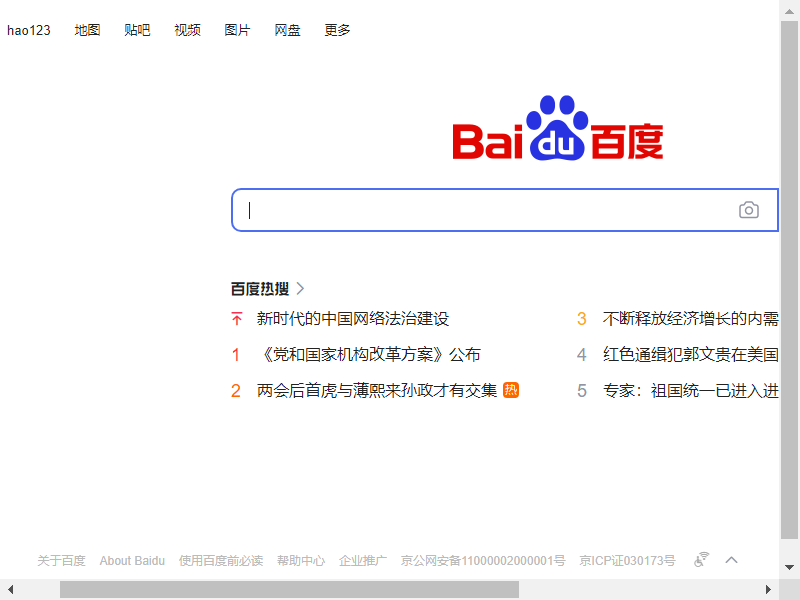 hao123 地图 贴吧 视频 图片 网盘 更多
Bai du 百度
百度热搜
新时代的中国网络法治建设
3 不断释放经济增长的内需
1 《党和国家机构改革方案》公布
4 红色通缉犯郭文贵在美国
2 两会后首虎与薄熙来孙政才有交集 热
5 专家：祖国统一已进入进
关于百度 About Baidu 使用百度前必读 帮助中心 企业推广 京公网安备11000002000001号 京ICP证030173号